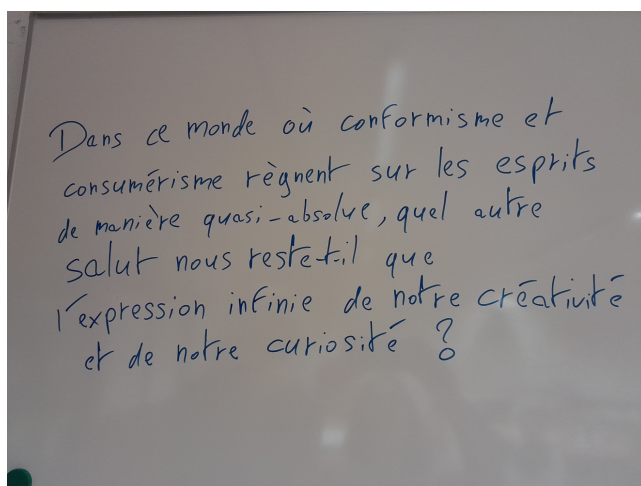 Dans ce monde où conformisme et
consumérisme règnent sur les esprits
de manière quasi-absolue, quel autre
salut nous reste-t-il que
l'expression infinie de notre créativité
et de notre curiosité ?